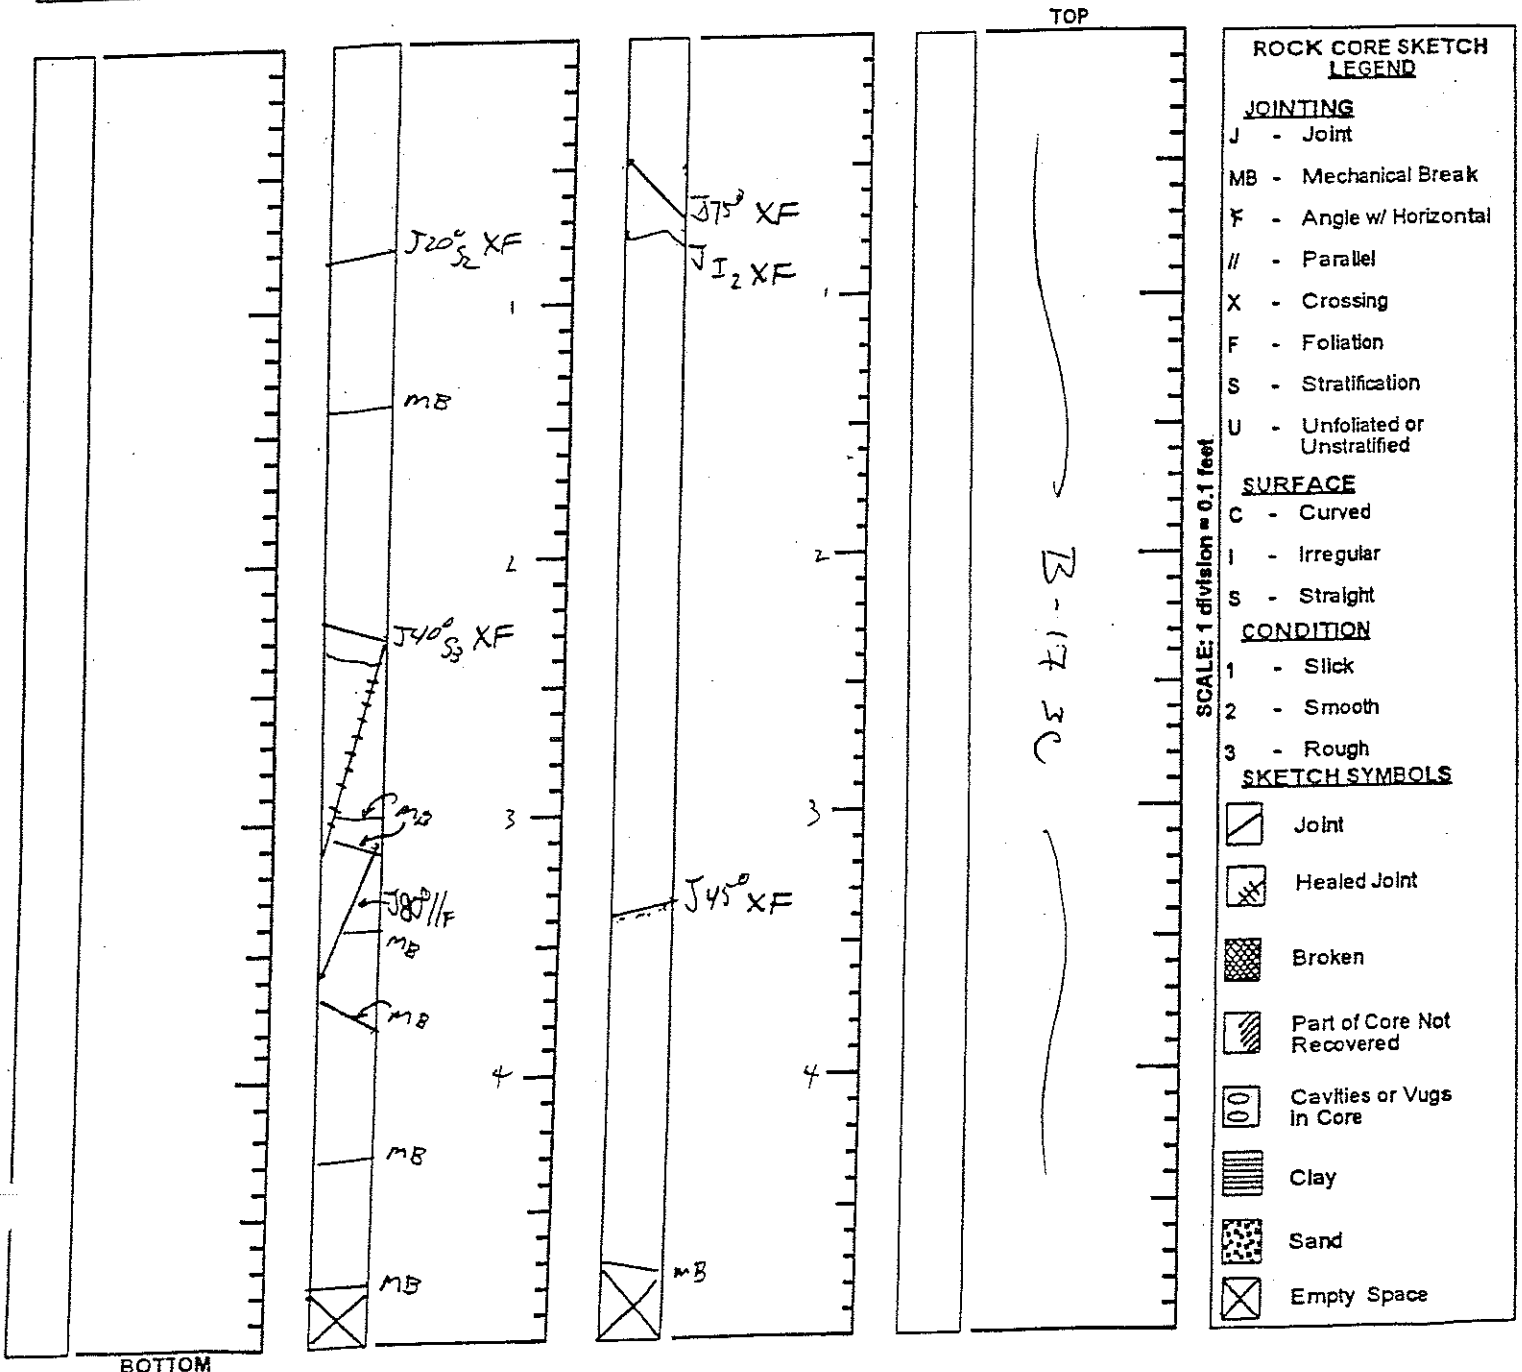 TOP
J20° S2 XF
1
MB
2
J40° S3 XF
MB
3
J80° //F
MB
MB
4
MB
MB
J75° XF
J I2 XF
1
2
3
J45° XF
4
MB
B-17 3C
SCALE: 1 division = 0.1 feet
ROCK CORE SKETCH
LEGEND
JOINTING
J - Joint
MB - Mechanical Break
- Angle w/ Horizontal
// - Parallel
X - Crossing
F - Foliation
S - Stratification
U - Unfoliated or
Unstratified
SURFACE
C - Curved
I - Irregular
S - Straight
CONDITION
1 - Slick
2 - Smooth
3 - Rough
SKETCH SYMBOLS
Joint
Healed Joint
Broken
Part of Core Not
Recovered
Cavities or Vugs
in Core
Clay
Sand
Empty Space
BOTTOM